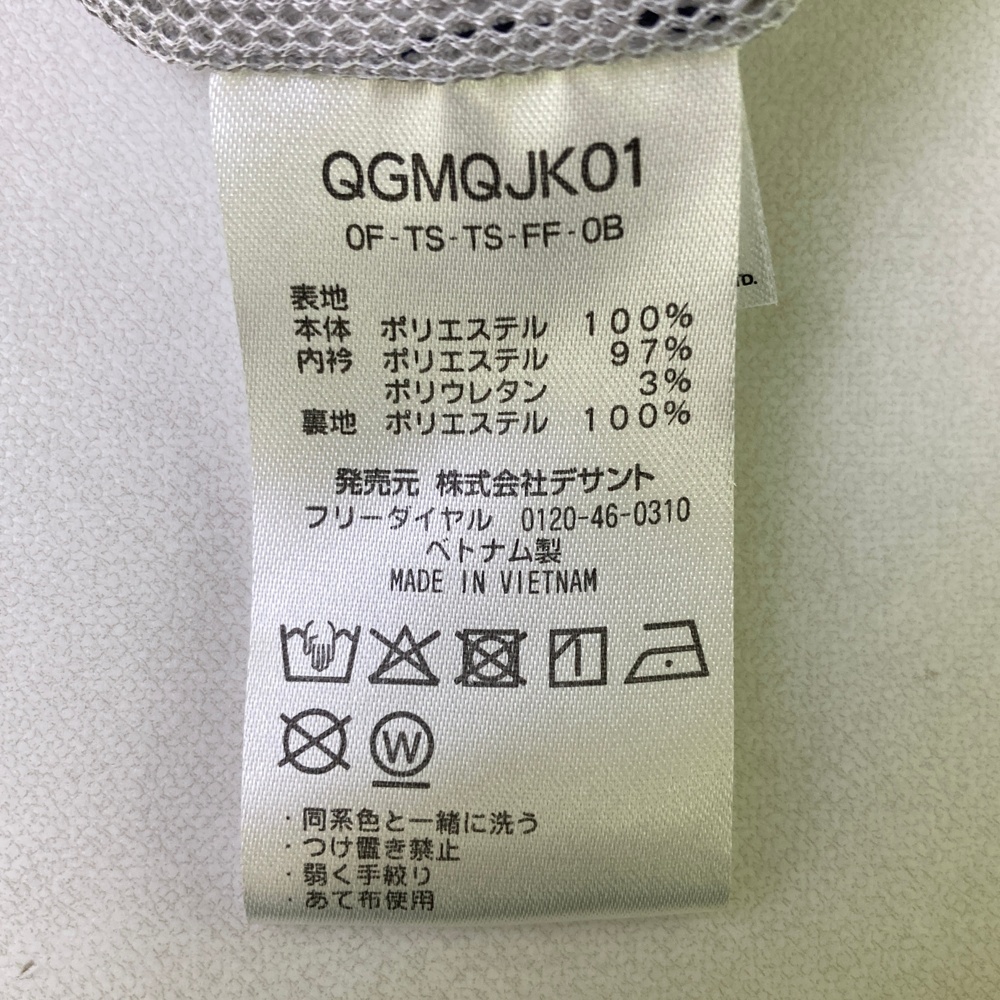 QGMQJK01
0F-TS-TS-FF-0B
TD.
表地
本体 ポリエステル 100%
内衿 ポリエステル 97%
ポリウレタン 3%
裏地 ポリエステル 100%
発売元 株式会社デサント
フリーダイヤル 0120-46-0310
ベトナム製
MADE IN VIETNAM
W
・同系色と一緒に洗う
・つけ置き禁止
・弱く手絞り
・あて布使用